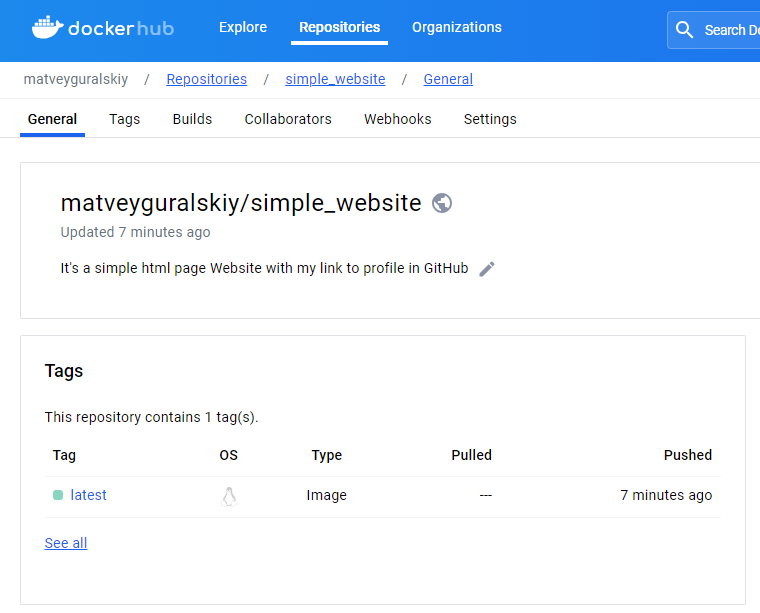 dockerhub Explore Repositories Organizations Search Do
matveyguralskiy / Repositories / simple_website / General
General Tags Builds Collaborators Webhooks Settings
matveyguralskiy/simple_website
Updated 7 minutes ago
It's a simple html page Website with my link to profile in GitHub
Tags
This repository contains 1 tag(s).
Tag OS Type Pulled Pushed
latest Image --- 7 minutes ago
See all